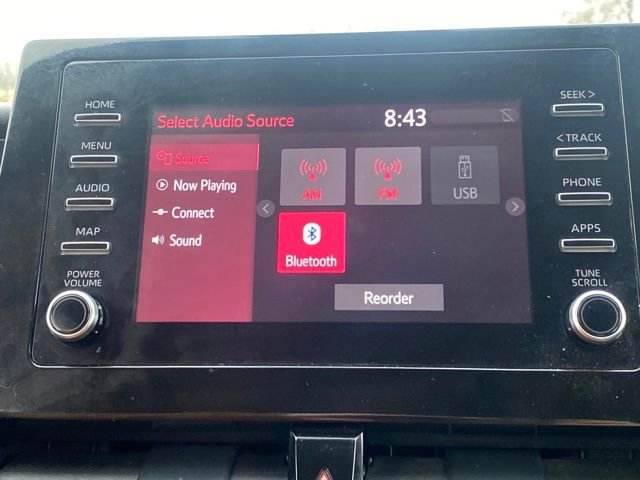 HOME
MENU
AUDIO
MAP
POWER
VOLUME
Select Audio Source
8:43
Source
Now Playing
Connect
Sound
AM
FM
USB
Bluetooth
Reorder
SEEK >
< TRACK
PHONE
APPS
TUNE
SCROLL